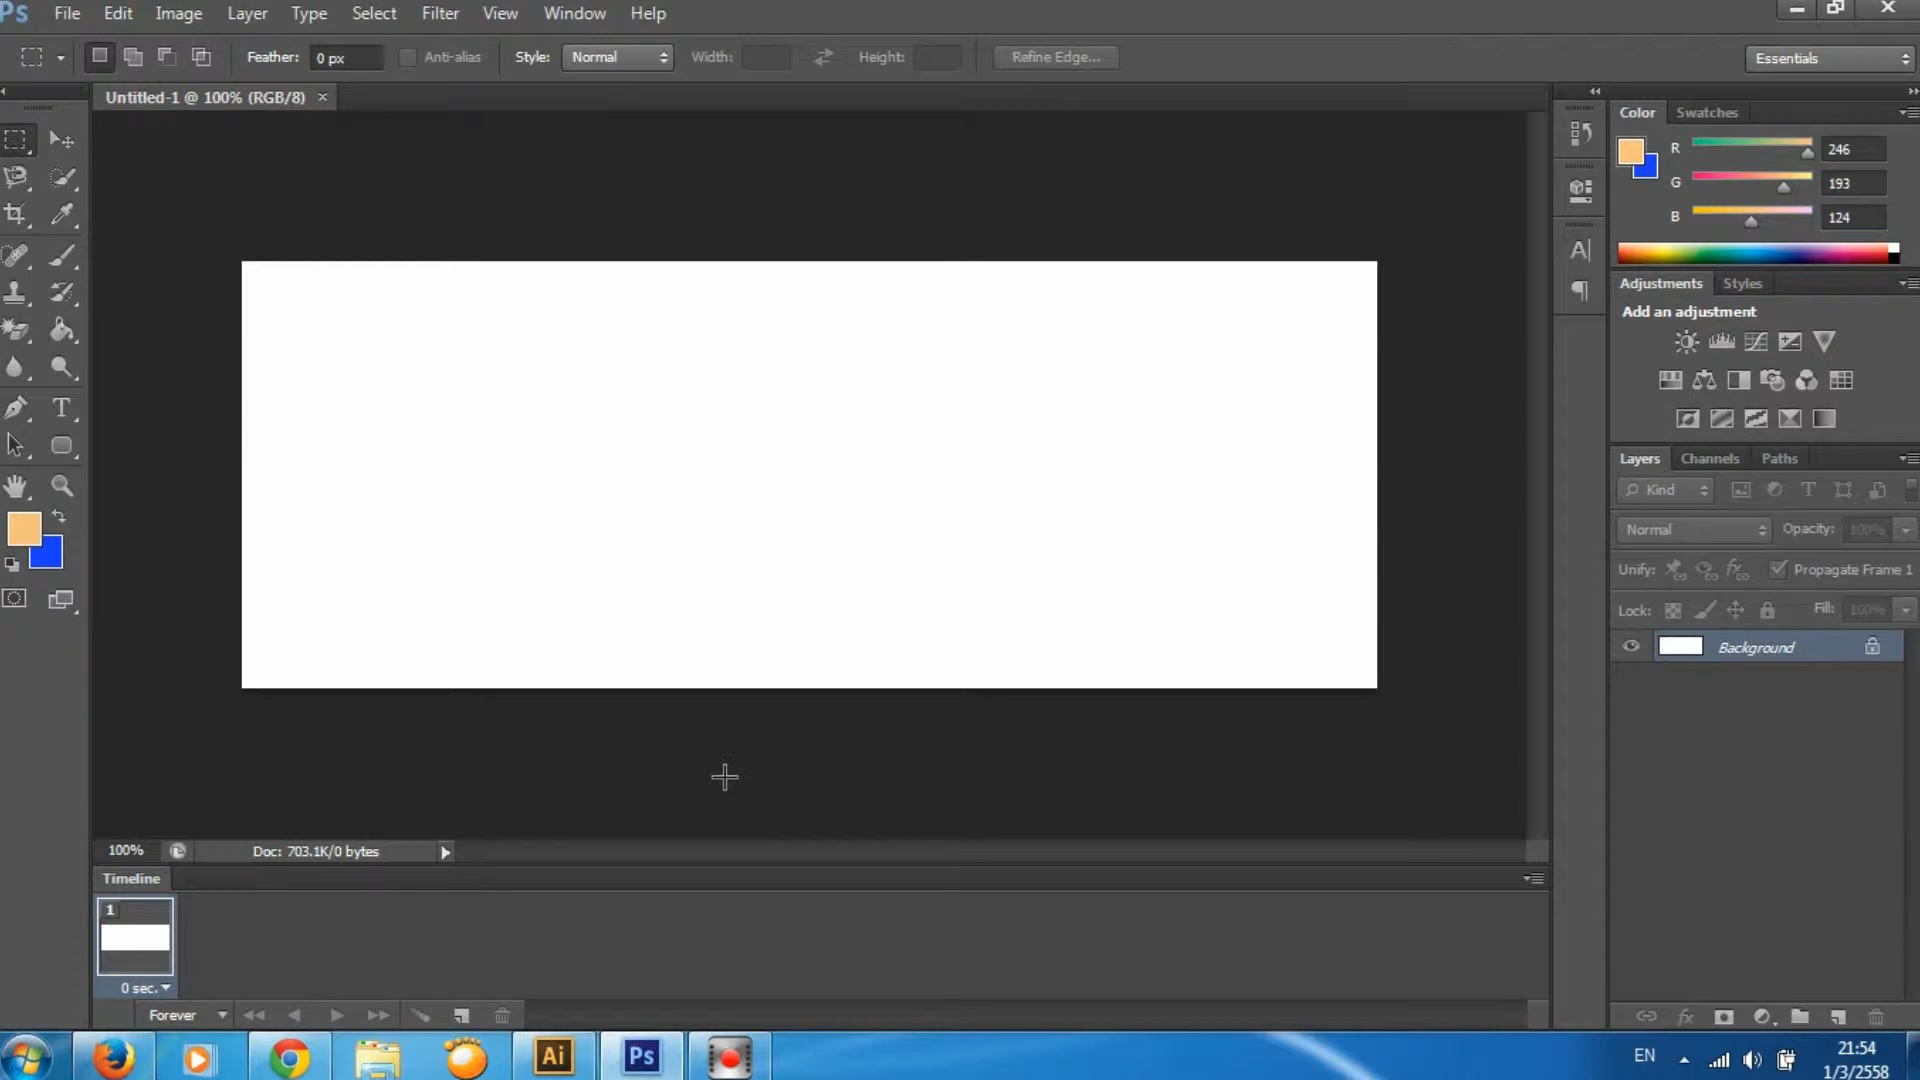 Ps File Edit Image Layer Type Select Filter View Window Help
Feather: 0 px Anti-alias Style: Normal Width: Height: Refine Edge... Essentials
Untitled-1 @ 100% (RGB/8) ×
Color Swatches
R 246
G 193
B 124
Adjustments Styles
Add an adjustment
Layers Channels Paths
Kind
Normal Opacity: 100%
Unify: Propagate Frame 1
Lock: Fill: 100%
Background
100% Doc: 703.1K/0 bytes
Timeline
1
0 sec.
Forever
Ai Ps EN 21:54
1/3/2558